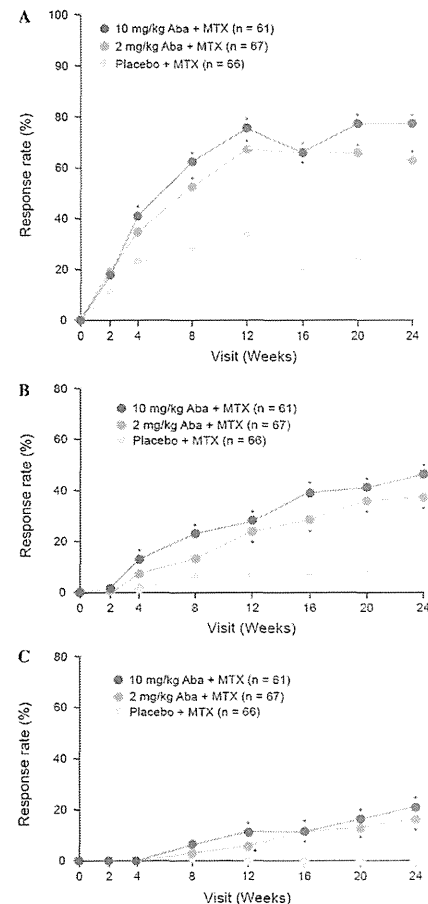 A
100
10 mg/kg Aba + MTX (n = 61)
2 mg/kg Aba + MTX (n = 67)
Placebo + MTX (n = 66)
80
60
40
20
0
Response rate (%)
0 2 4 8 12 16 20 24
Visit (Weeks)
B
80
10 mg/kg Aba + MTX (n = 61)
2 mg/kg Aba + MTX (n = 67)
Placebo + MTX (n = 66)
60
40
20
0
Response rate (%)
0 2 4 8 12 16 20 24
Visit (Weeks)
C
80
10 mg/kg Aba + MTX (n = 61)
2 mg/kg Aba + MTX (n = 67)
Placebo + MTX (n = 66)
60
40
20
0
Response rate (%)
0 2 4 8 12 16 20 24
Visit (Weeks)